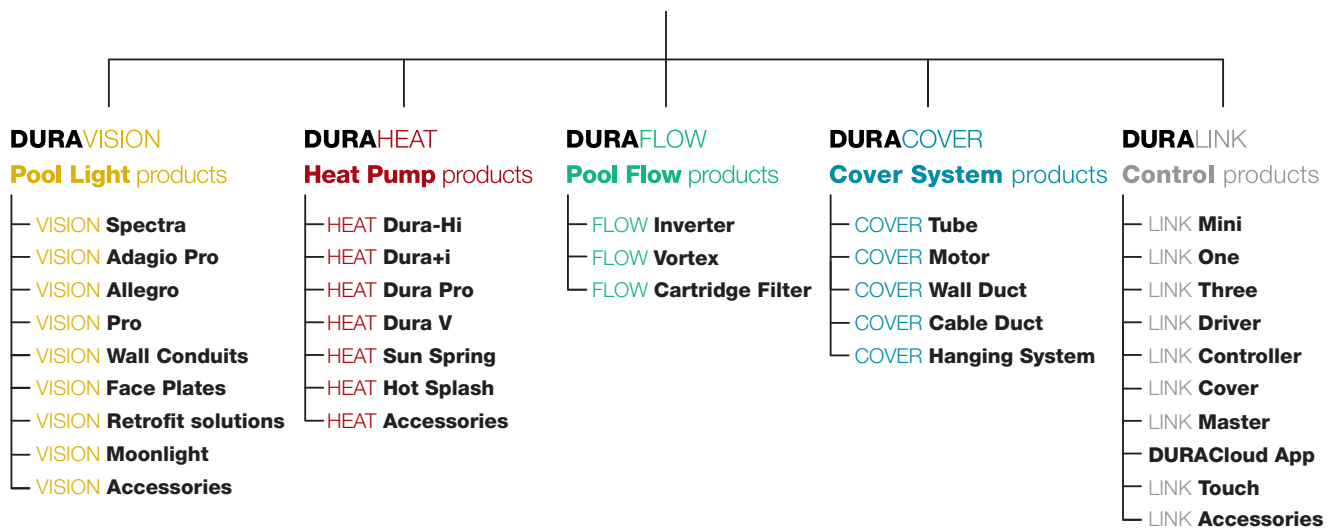 DURAVISION
Pool Light products
VISION Spectra
VISION Adagio Pro
VISION Allegro
VISION Pro
VISION Wall Conduits
VISION Face Plates
VISION Retrofit solutions
VISION Moonlight
VISION Accessories
DURAHEAT
Heat Pump products
HEAT Dura-Hi
HEAT Dura+i
HEAT Dura Pro
HEAT Dura V
HEAT Sun Spring
HEAT Hot Splash
HEAT Accessories
DURAFLOW
Pool Flow products
FLOW Inverter
FLOW Vortex
FLOW Cartridge Filter
DURACOVER
Cover System products
COVER Tube
COVER Motor
COVER Wall Duct
COVER Cable Duct
COVER Hanging System
DURALINK
Control products
LINK Mini
LINK One
LINK Three
LINK Driver
LINK Controller
LINK Cover
LINK Master
DURACloud App
LINK Touch
LINK Accessories